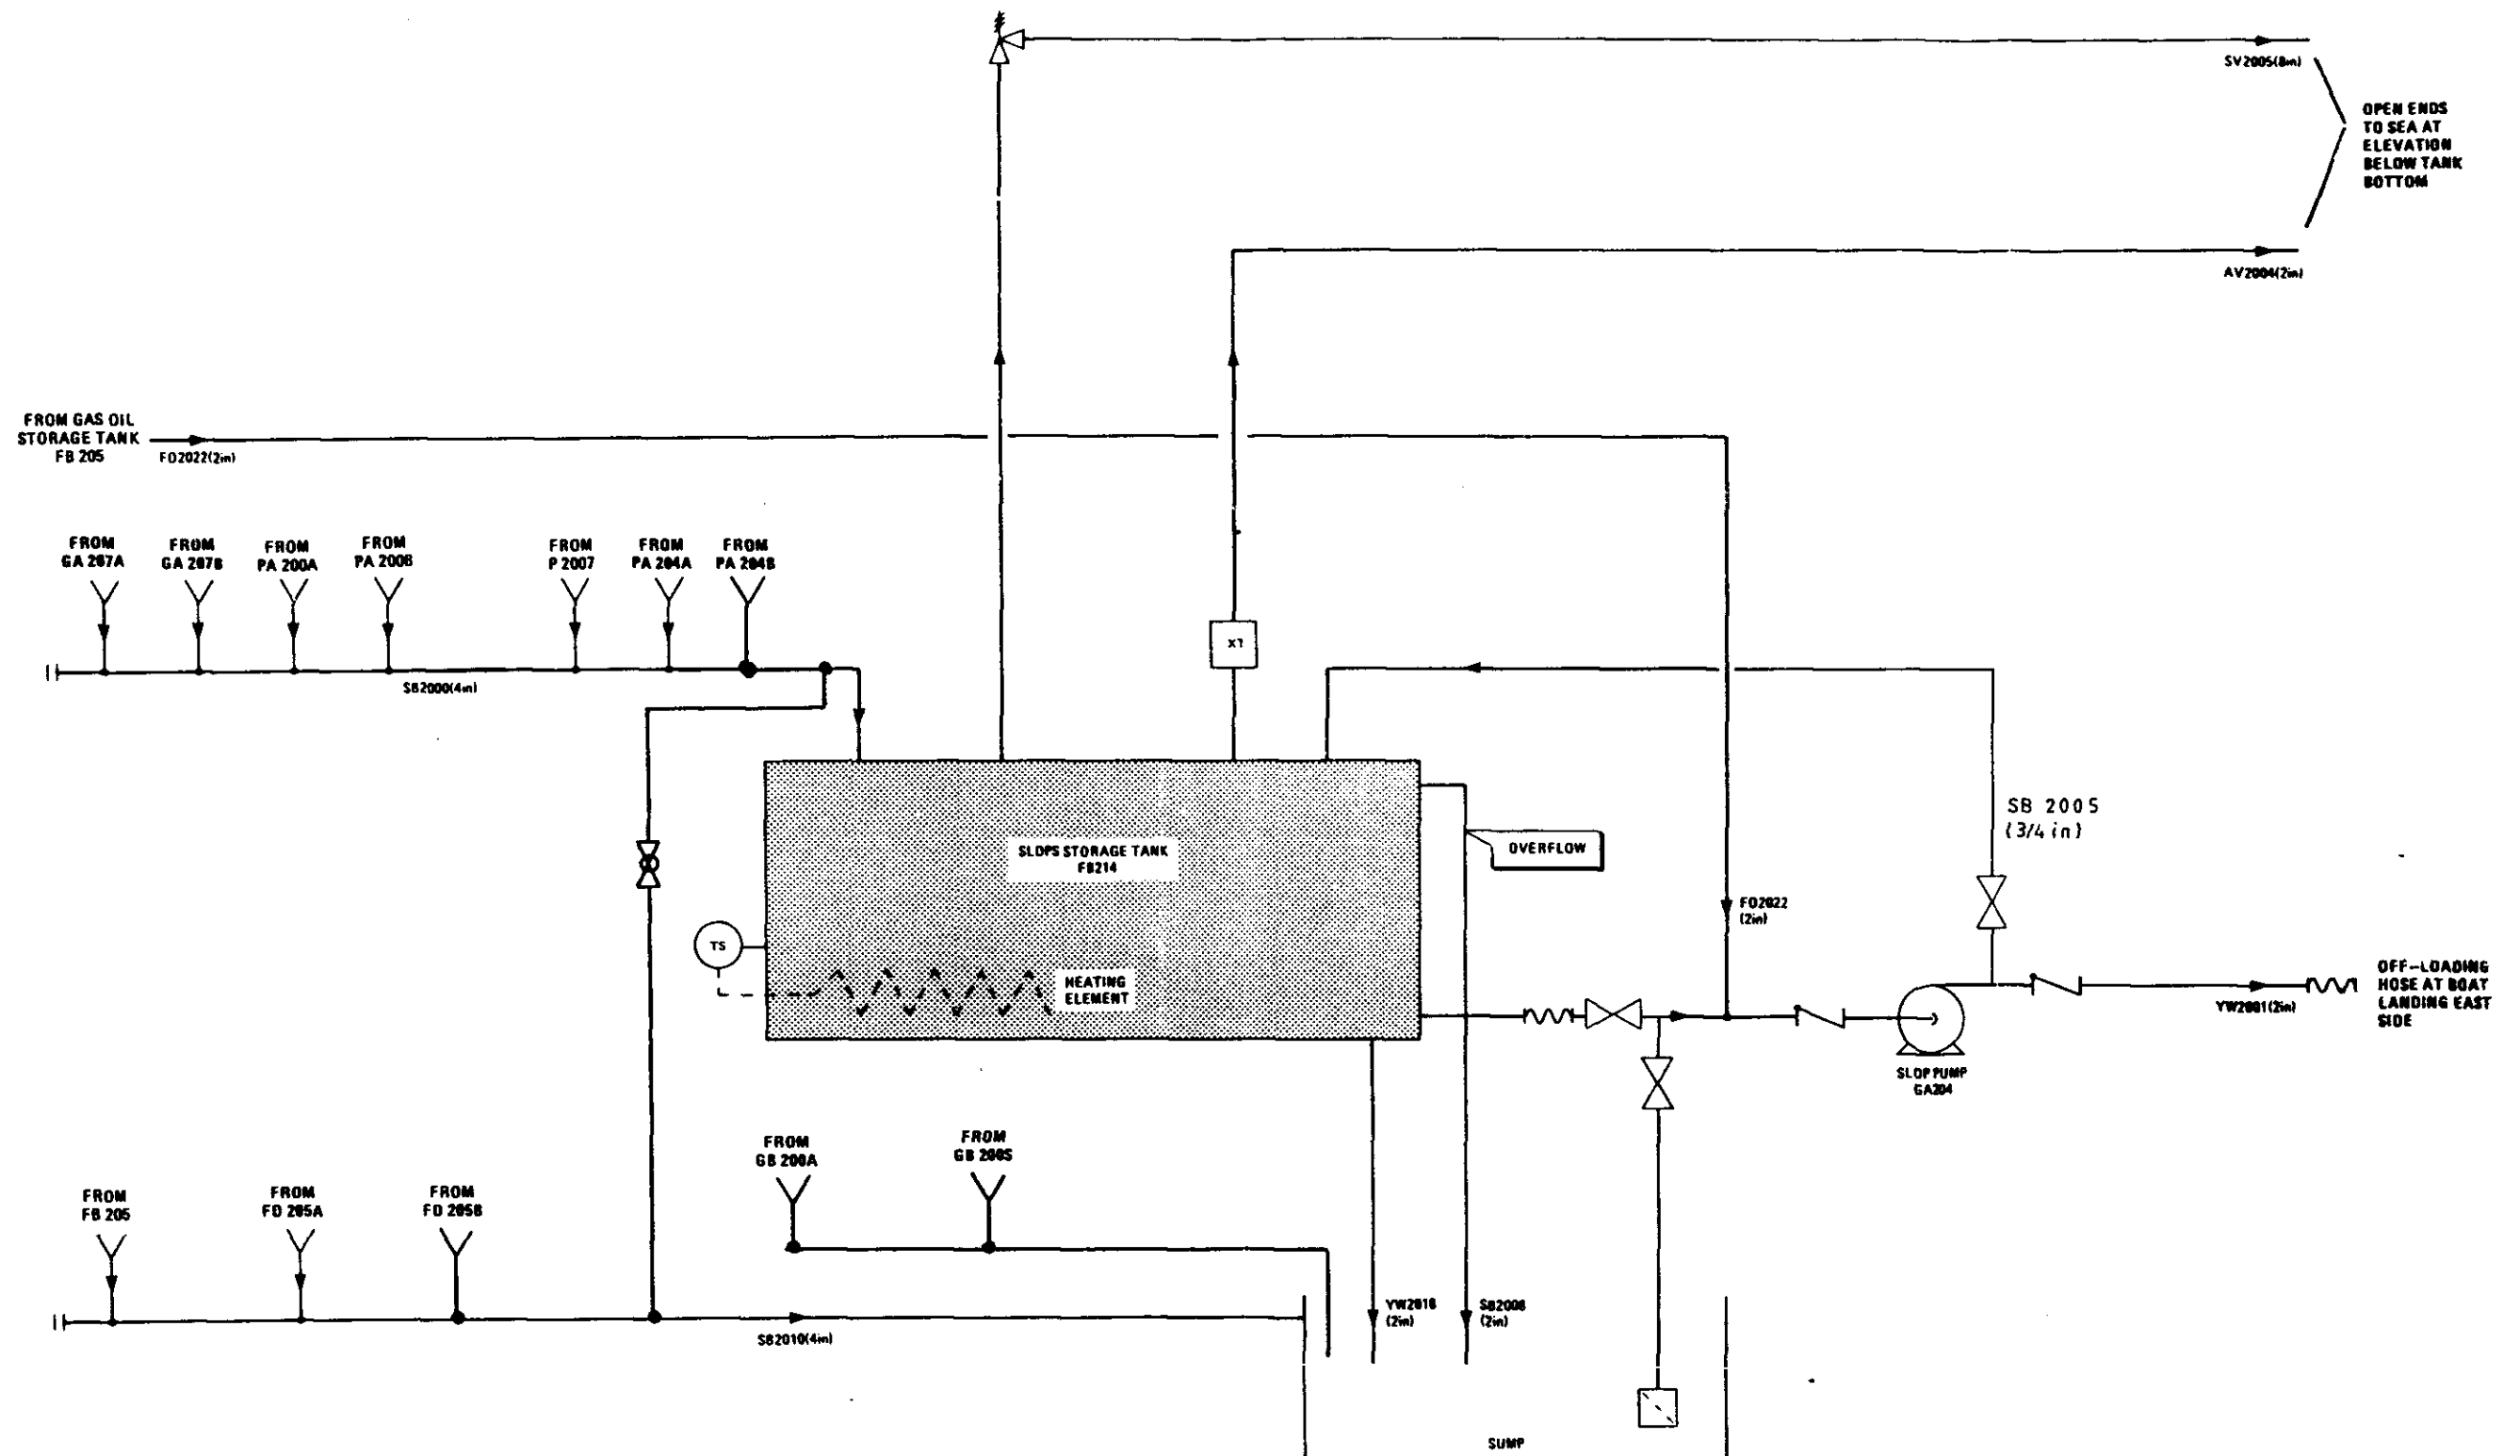 SV2005(8in)
OPEN ENDS
TO SEA AT
ELEVATION
BELOW TANK
BOTTOM
AV2004(2in)
FROM GAS OIL
STORAGE TANK
FB 205
FO2022(2in)
FROM
GA 207A
FROM
GA 207B
FROM
PA 200A
FROM
PA 200B
FROM
P 2007
FROM
PA 204A
FROM
PA 204B
SB2000(4in)
SLOPS STORAGE TANK
FB214
OVERFLOW
SB 2005
(3/4 in)
FO2022
(2in)
TS
HEATING
ELEMENT
OFF-LOADING
HOSE AT BOAT
LANDING EAST
SIDE
YW2001(2in)
SLOP PUMP
GA204
FROM
GB 200A
FROM
GB 200S
FROM
FB 205
FROM
FD 205A
FROM
FD 205B
SB2010(4in)
(2in)
SB2008
(2in)
SUMP